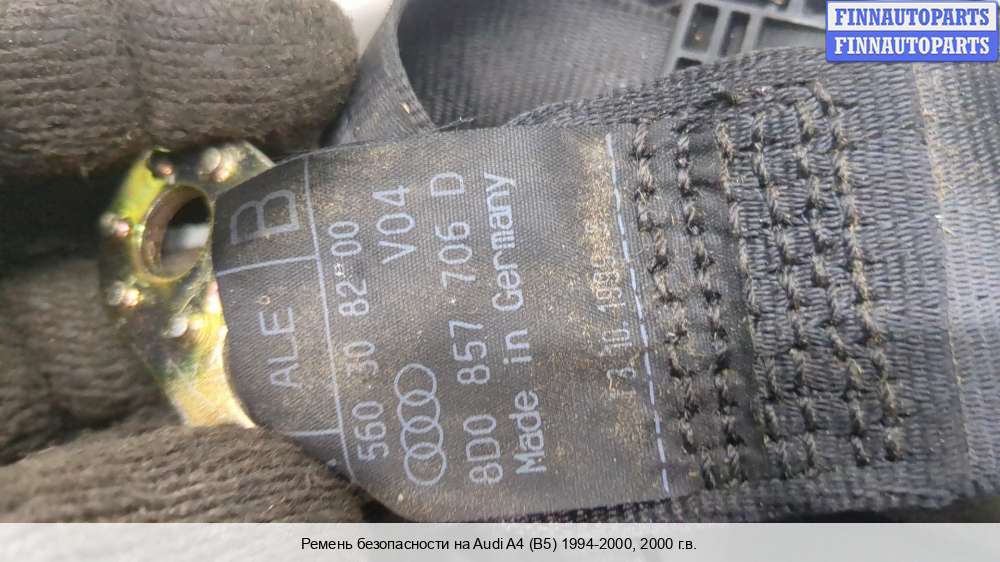 FINNAUTOPARTS
FINNAUTOPARTS
B
ALE
560 30 82 00
V04
8D0 857 706 D
Made in Germany
Ремень безопасности на Audi A4 (B5) 1994-2000, 2000 г.в.